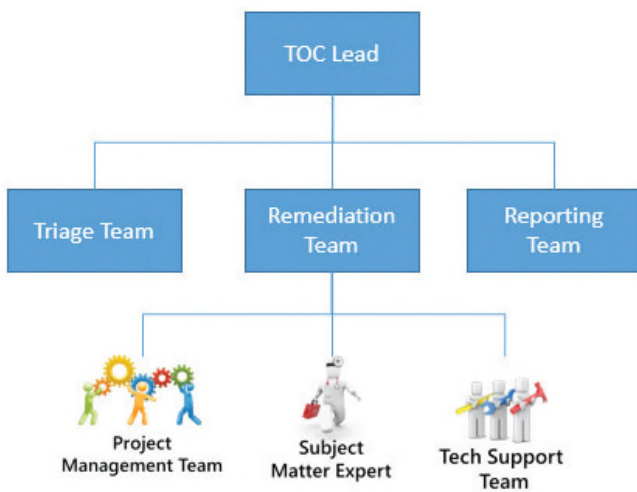 TOC Lead
Triage Team
Remediation
Team
Reporting
Team
Project
Management Team
Subject
Matter Expert
Tech Support
Team